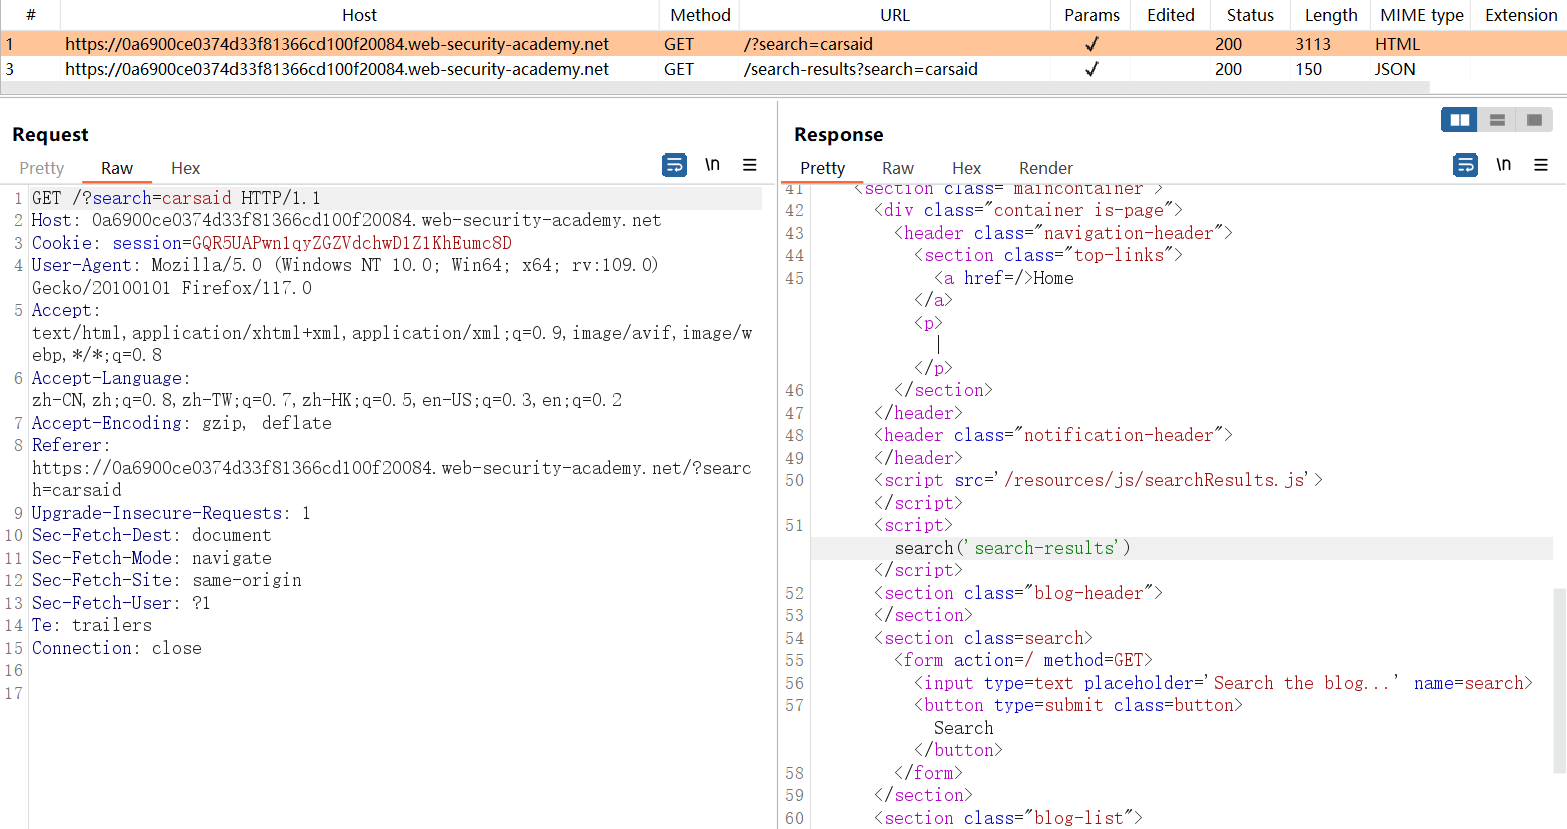 # Host Method URL Params Edited Status Length MIME type Extension
1 https://0a6900ce0374d33f81366cd100f20084.web-security-academy.net GET /?search=carsaid ✓ 200 3113 HTML
3 https://0a6900ce0374d33f81366cd100f20084.web-security-academy.net GET /search-results?search=carsaid ✓ 200 150 JSON
Request
Pretty Raw Hex \n
1 GET /?search=carsaid HTTP/1.1
2 Host: 0a6900ce0374d33f81366cd100f20084.web-security-academy.net
3 Cookie: session=GQR5UAPwn1qyZGZVdchwD1Z1KhEumc8D
4 User-Agent: Mozilla/5.0 (Windows NT 10.0; Win64; x64; rv:109.0)
Gecko/20100101 Firefox/117.0
5 Accept:
text/html,application/xhtml+xml,application/xml;q=0.9,image/avif,image/w
ebp,*/*;q=0.8
6 Accept-Language:
zh-CN,zh;q=0.8,zh-TW;q=0.7,zh-HK;q=0.5,en-US;q=0.3,en;q=0.2
7 Accept-Encoding: gzip, deflate
8 Referer:
https://0a6900ce0374d33f81366cd100f20084.web-security-academy.net/?searc
h=carsaid
9 Upgrade-Insecure-Requests: 1
10 Sec-Fetch-Dest: document
11 Sec-Fetch-Mode: navigate
12 Sec-Fetch-Site: same-origin
13 Sec-Fetch-User: ?1
14 Te: trailers
15 Connection: close
16
17
Response
Pretty Raw Hex Render \n
41 <section class="maincontainer">
42 <div class="container is-page">
43 <header class="navigation-header">
44 <section class="top-links">
45 <a href=/>Home
</a>
<p>
|
</p>
46 </section>
47 </header>
48 <header class="notification-header">
49 </header>
50 <script src='/resources/js/searchResults.js'>
</script>
51 <script>
search('search-results')
</script>
52 <section class="blog-header">
53 </section>
54 <section class=search>
55 <form action=/ method=GET>
56 <input type=text placeholder='Search the blog...' name=search>
57 <button type=submit class=button>
Search
</button>
58 </form>
59 </section>
60 <section class="blog-list">